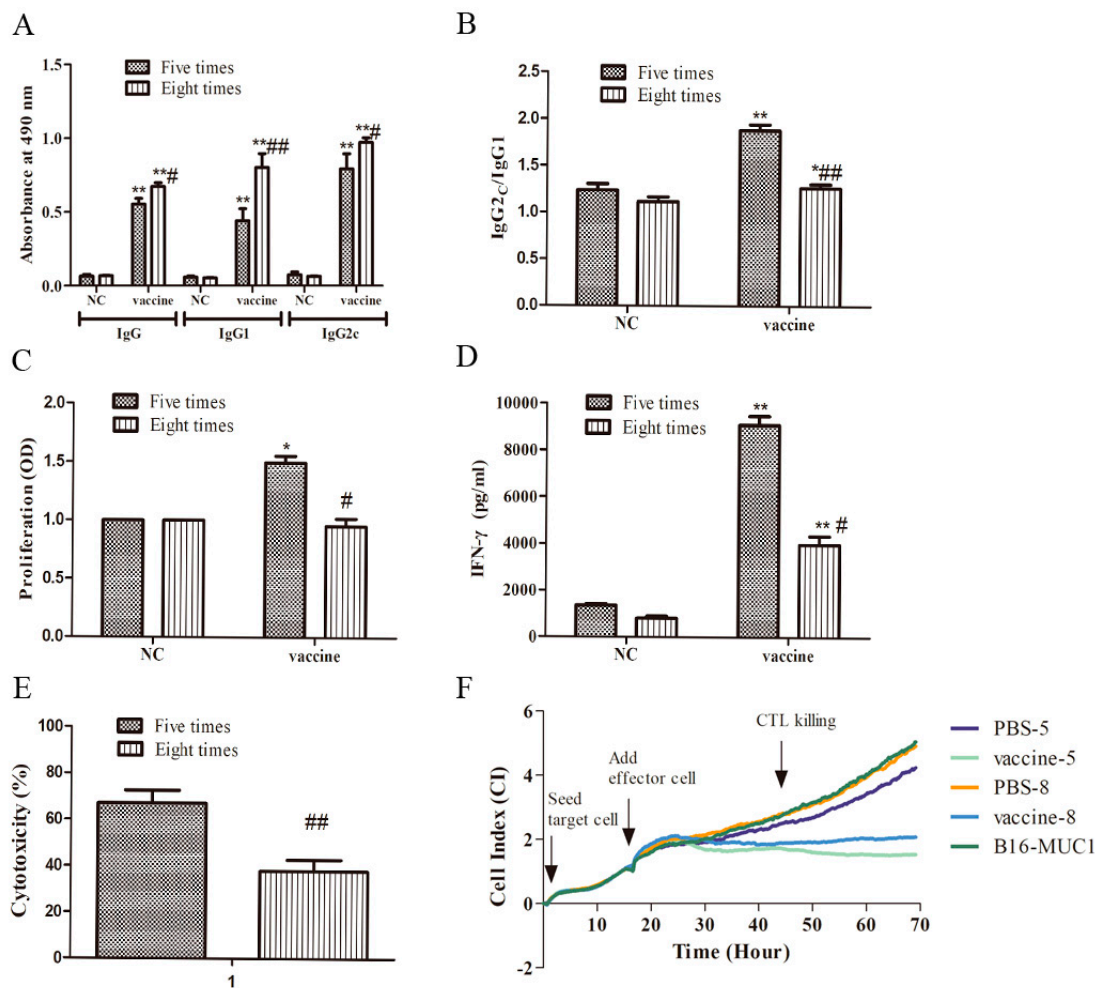 A
Five times
Eight times
Absorbance at 490 nm
1.5
1.0
0.5
0.0
** **# ** **## ** **#
NC vaccine NC vaccine NC vaccine
IgG IgG1 IgG2c
B
Five times
Eight times
IgG2C/IgG1
2.5
2.0
1.5
1.0
0.5
0.0
**
*##
NC vaccine
C
Five times
Eight times
Proliferation (OD)
2.0
1.5
1.0
0.5
0.0
*
#
NC vaccine
D
Five times
Eight times
IFN-γ (pg/ml)
10000
8000
6000
4000
2000
0
**
** #
NC vaccine
E
Five times
Eight times
Cytotoxicity (%)
100
80
60
40
20
0
##
1
F
Cell Index (CI)
6
4
2
0
-2
Seed
target cell
Add
effector cell
CTL killing
10 20 30 40 50 60 70
Time (Hour)
PBS-5
vaccine-5
PBS-8
vaccine-8
B16-MUC1